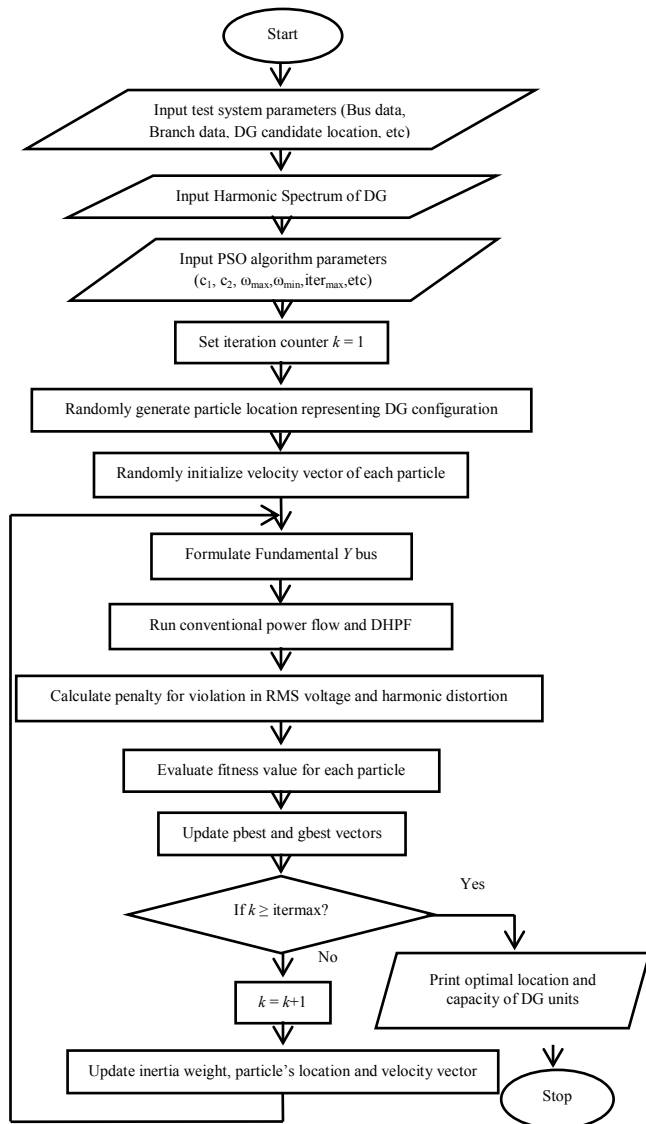 Start
Input test system parameters (Bus data,
Branch data, DG candidate location, etc)
Input Harmonic Spectrum of DG
Input PSO algorithm parameters
(c₁, c₂, ω_max,ω_min,iter_max,etc)
Set iteration counter k = 1
Randomly generate particle location representing DG configuration
Randomly initialize velocity vector of each particle
Formulate Fundamental Y bus
Run conventional power flow and DHPF
Calculate penalty for violation in RMS voltage and harmonic distortion
Evaluate fitness value for each particle
Update pbest and gbest vectors
Yes
If k ≥ itermax?
No
Print optimal location and
capacity of DG units
k = k+1
Update inertia weight, particle's location and velocity vector
Stop